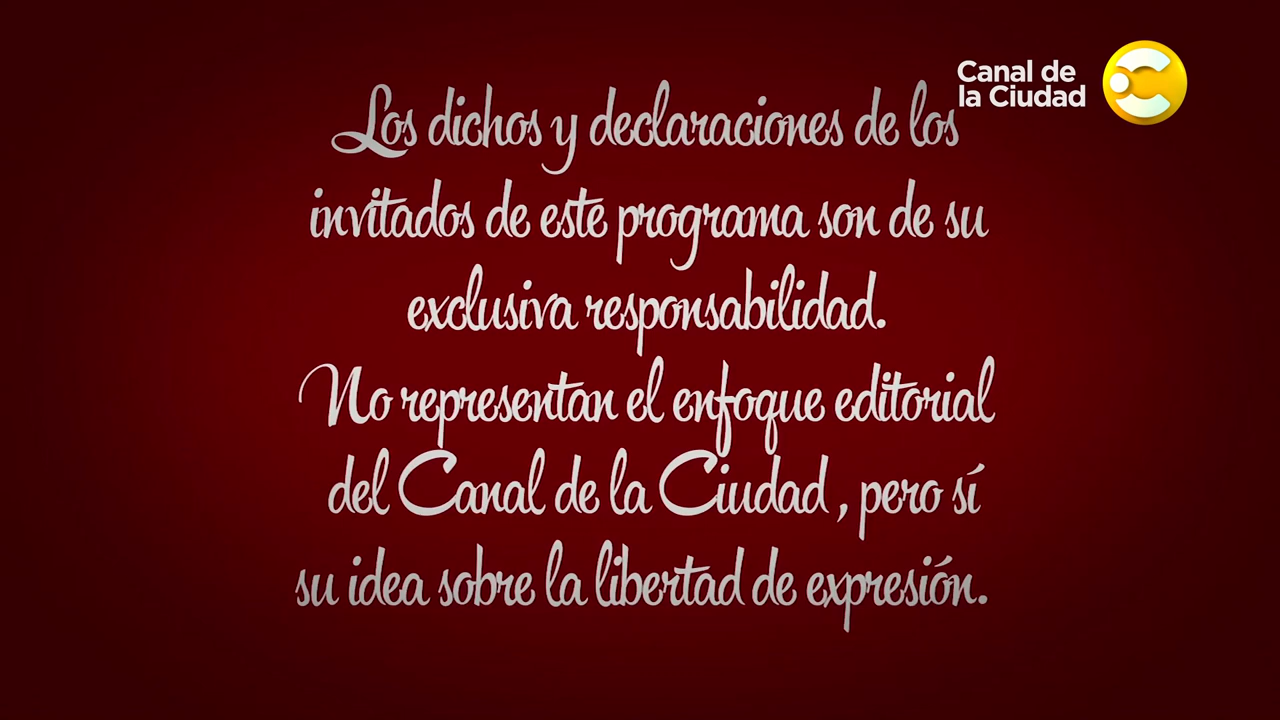 Canal de
la Ciudad
Los dichos y declaraciones de los
invitados de este programa son de su
exclusiva responsabilidad.
No representan el enfoque editorial
del Canal de la Ciudad , pero sí
su idea sobre la libertad de expresión.